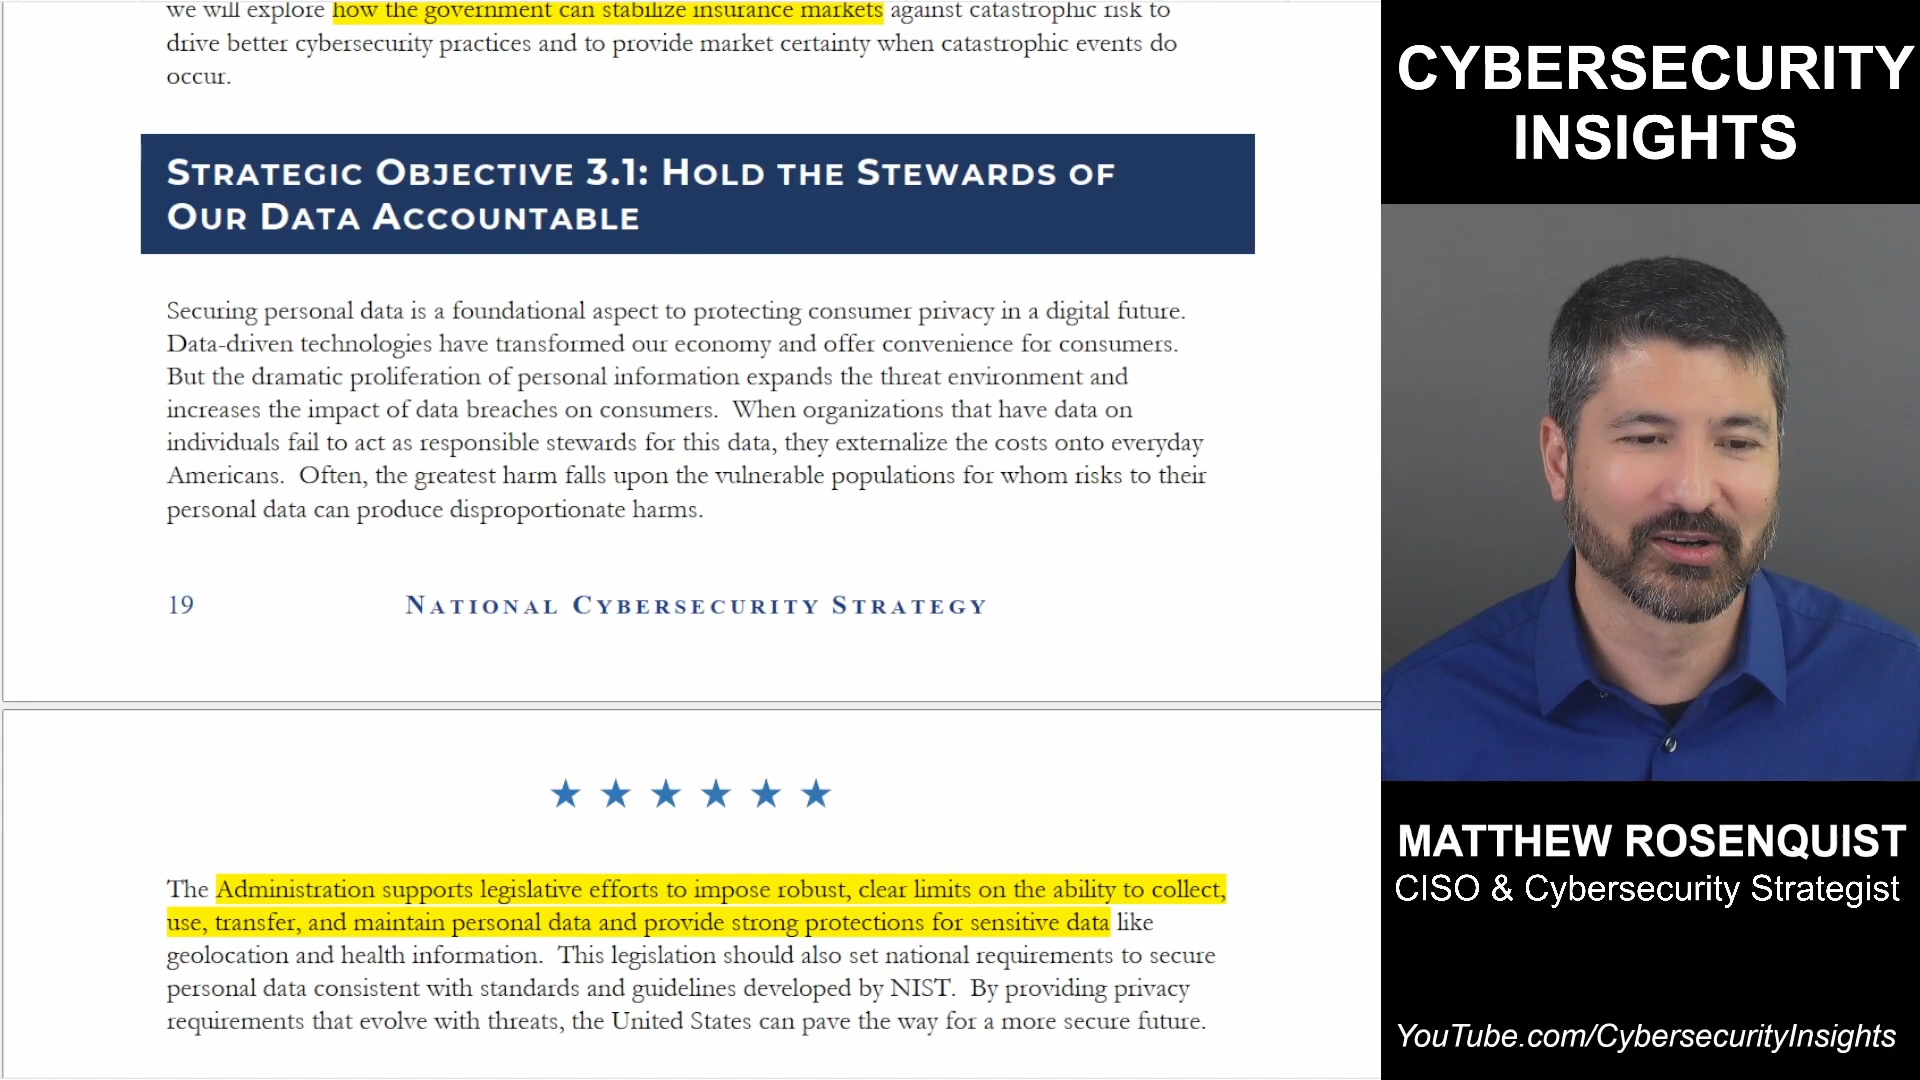 we will explore how the government can stabilize insurance markets against catastrophic risk to
drive better cybersecurity practices and to provide market certainty when catastrophic events do
occur.
STRATEGIC OBJECTIVE 3.1: HOLD THE STEWARDS OF
OUR DATA ACCOUNTABLE
Securing personal data is a foundational aspect to protecting consumer privacy in a digital future.
Data-driven technologies have transformed our economy and offer convenience for consumers.
But the dramatic proliferation of personal information expands the threat environment and
increases the impact of data breaches on consumers.  When organizations that have data on
individuals fail to act as responsible stewards for this data, they externalize the costs onto everyday
Americans.  Often, the greatest harm falls upon the vulnerable populations for whom risks to their
personal data can produce disproportionate harms.
19 NATIONAL CYBERSECURITY STRATEGY
The Administration supports legislative efforts to impose robust, clear limits on the ability to collect,
use, transfer, and maintain personal data and provide strong protections for sensitive data like
geolocation and health information.  This legislation should also set national requirements to secure
personal data consistent with standards and guidelines developed by NIST.  By providing privacy
requirements that evolve with threats, the United States can pave the way for a more secure future.
CYBERSECURITY
INSIGHTS
MATTHEW ROSENQUIST
CISO & Cybersecurity Strategist
YouTube.com/CybersecurityInsights